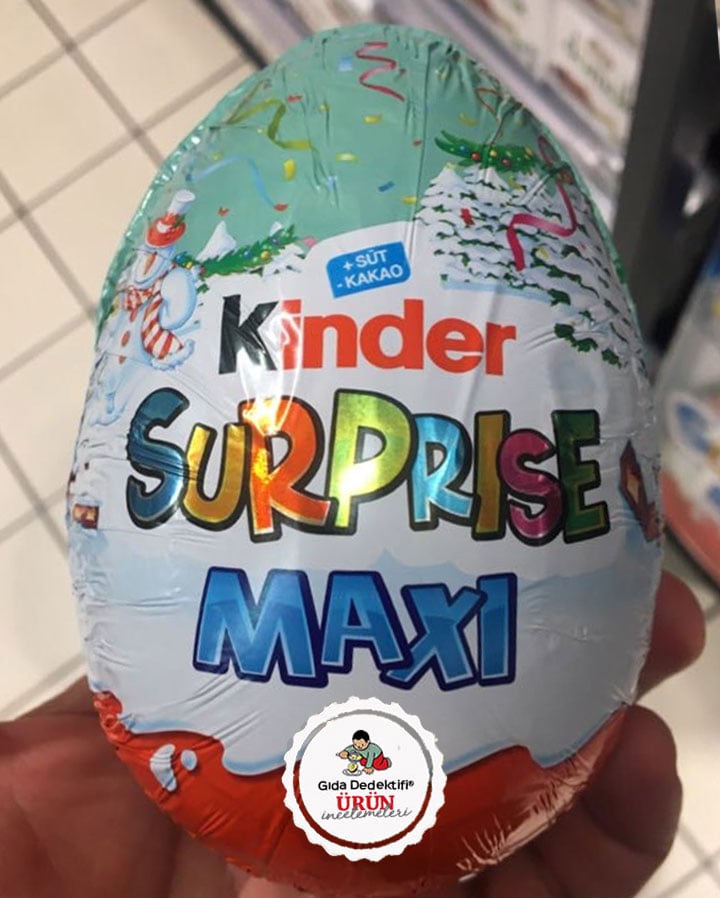 + SÜT
- KAKAO
Kinder
SURPRISE
MAXI
Gıda Dedektifi®
ÜRÜN
incelemeleri